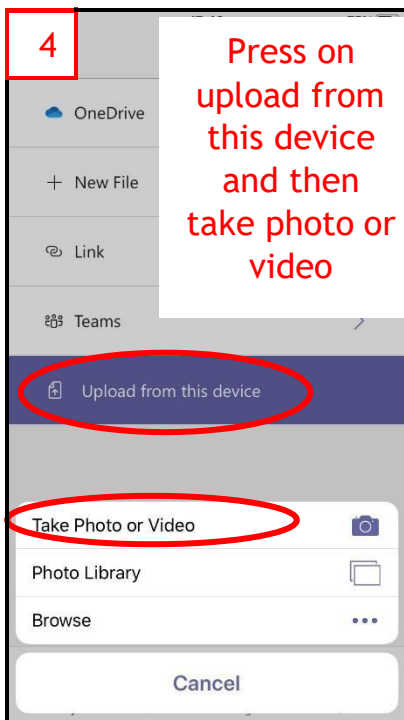 4
Press on
upload from
this device
and then
take photo or
video
OneDrive
New File
Link
Teams
Upload from this device
Take Photo or Video
Photo Library
Browse
Cancel